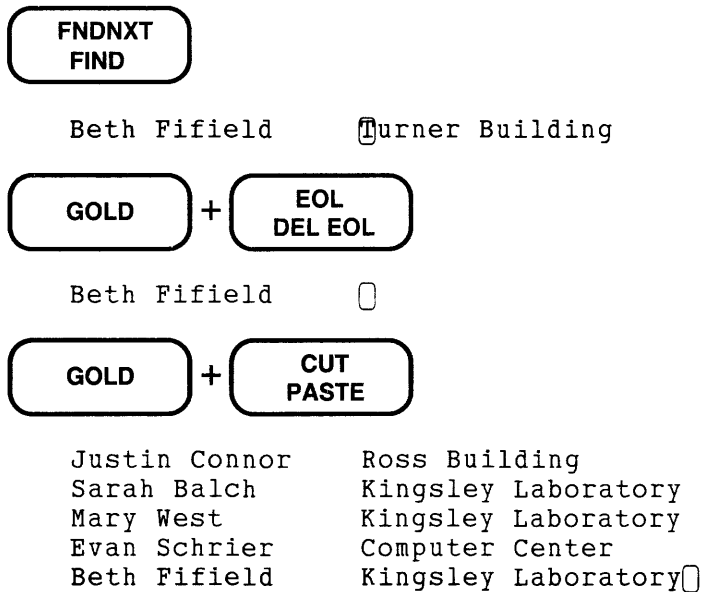 FNDNXT
FIND
Beth Fifield Turner Building
GOLD + EOL
DEL EOL
Beth Fifield
GOLD + CUT
PASTE
Justin Connor Ross Building
Sarah Balch Kingsley Laboratory
Mary West Kingsley Laboratory
Evan Schrier Computer Center
Beth Fifield Kingsley Laboratory